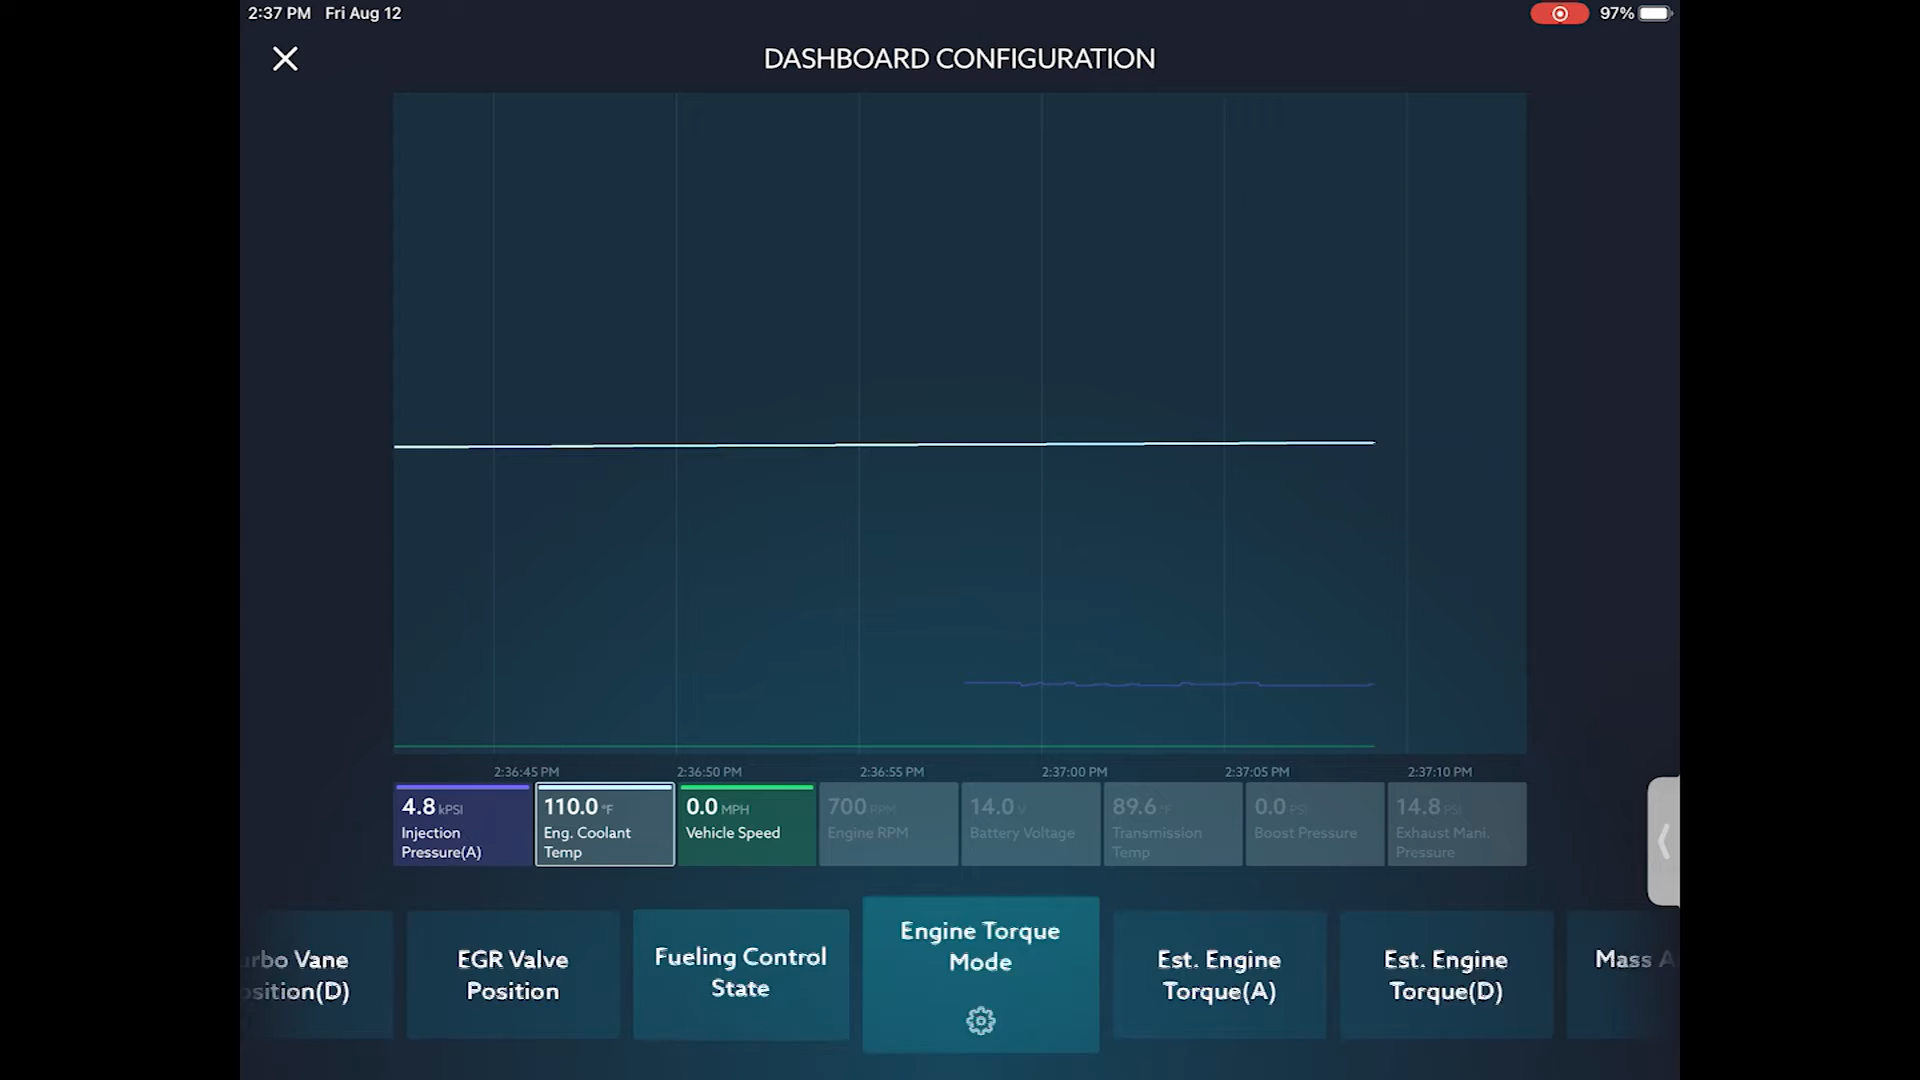 2:37 PM Fri Aug 12
97%
DASHBOARD CONFIGURATION
2:36:45 PM 2:36:50 PM 2:36:55 PM 2:37:00 PM 2:37:05 PM 2:37:10 PM
4.8 kPSI
Injection
Pressure(A)
110.0 °F
Eng. Coolant
Temp
0.0 MPH
Vehicle Speed
700 RPM
Engine RPM
14.0 V
Battery Voltage
89.6 °F
Transmission
Temp
0.0 PSI
Boost Pressure
14.8 PSI
Exhaust Mani.
Pressure
rbo Vane
sition(D)
EGR Valve
Position
Fueling Control
State
Engine Torque
Mode
Est. Engine
Torque(A)
Est. Engine
Torque(D)
Mass A